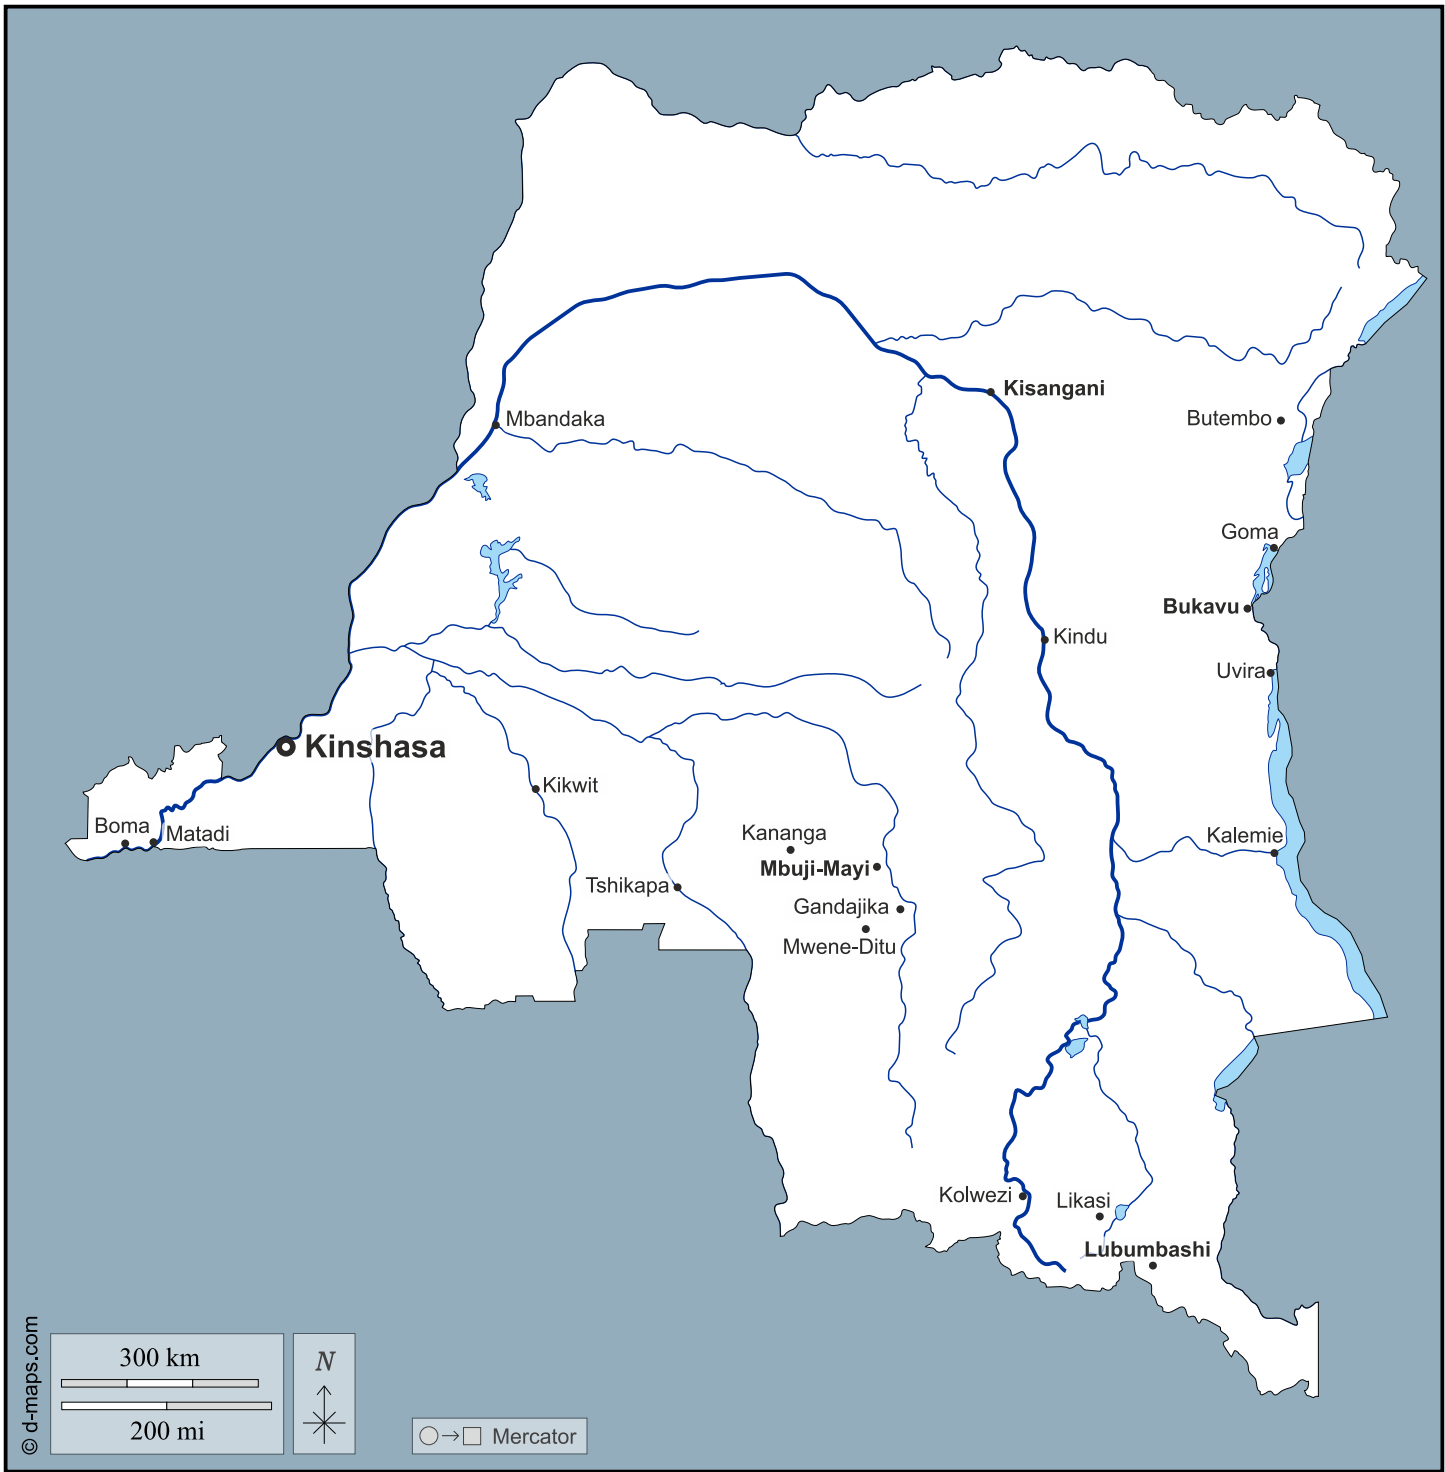 Kisangani
Mbandaka
Butembo
Goma
Bukavu
Kindu
Uvira
Kinshasa
Kikwit
Boma
Matadi
Kananga
Kalemie
Mbuji-Mayi
Tshikapa
Gandajika
Mwene-Ditu
Kolwezi
Likasi
Lubumbashi
© d-maps.com
300 km
200 mi
N
Mercator